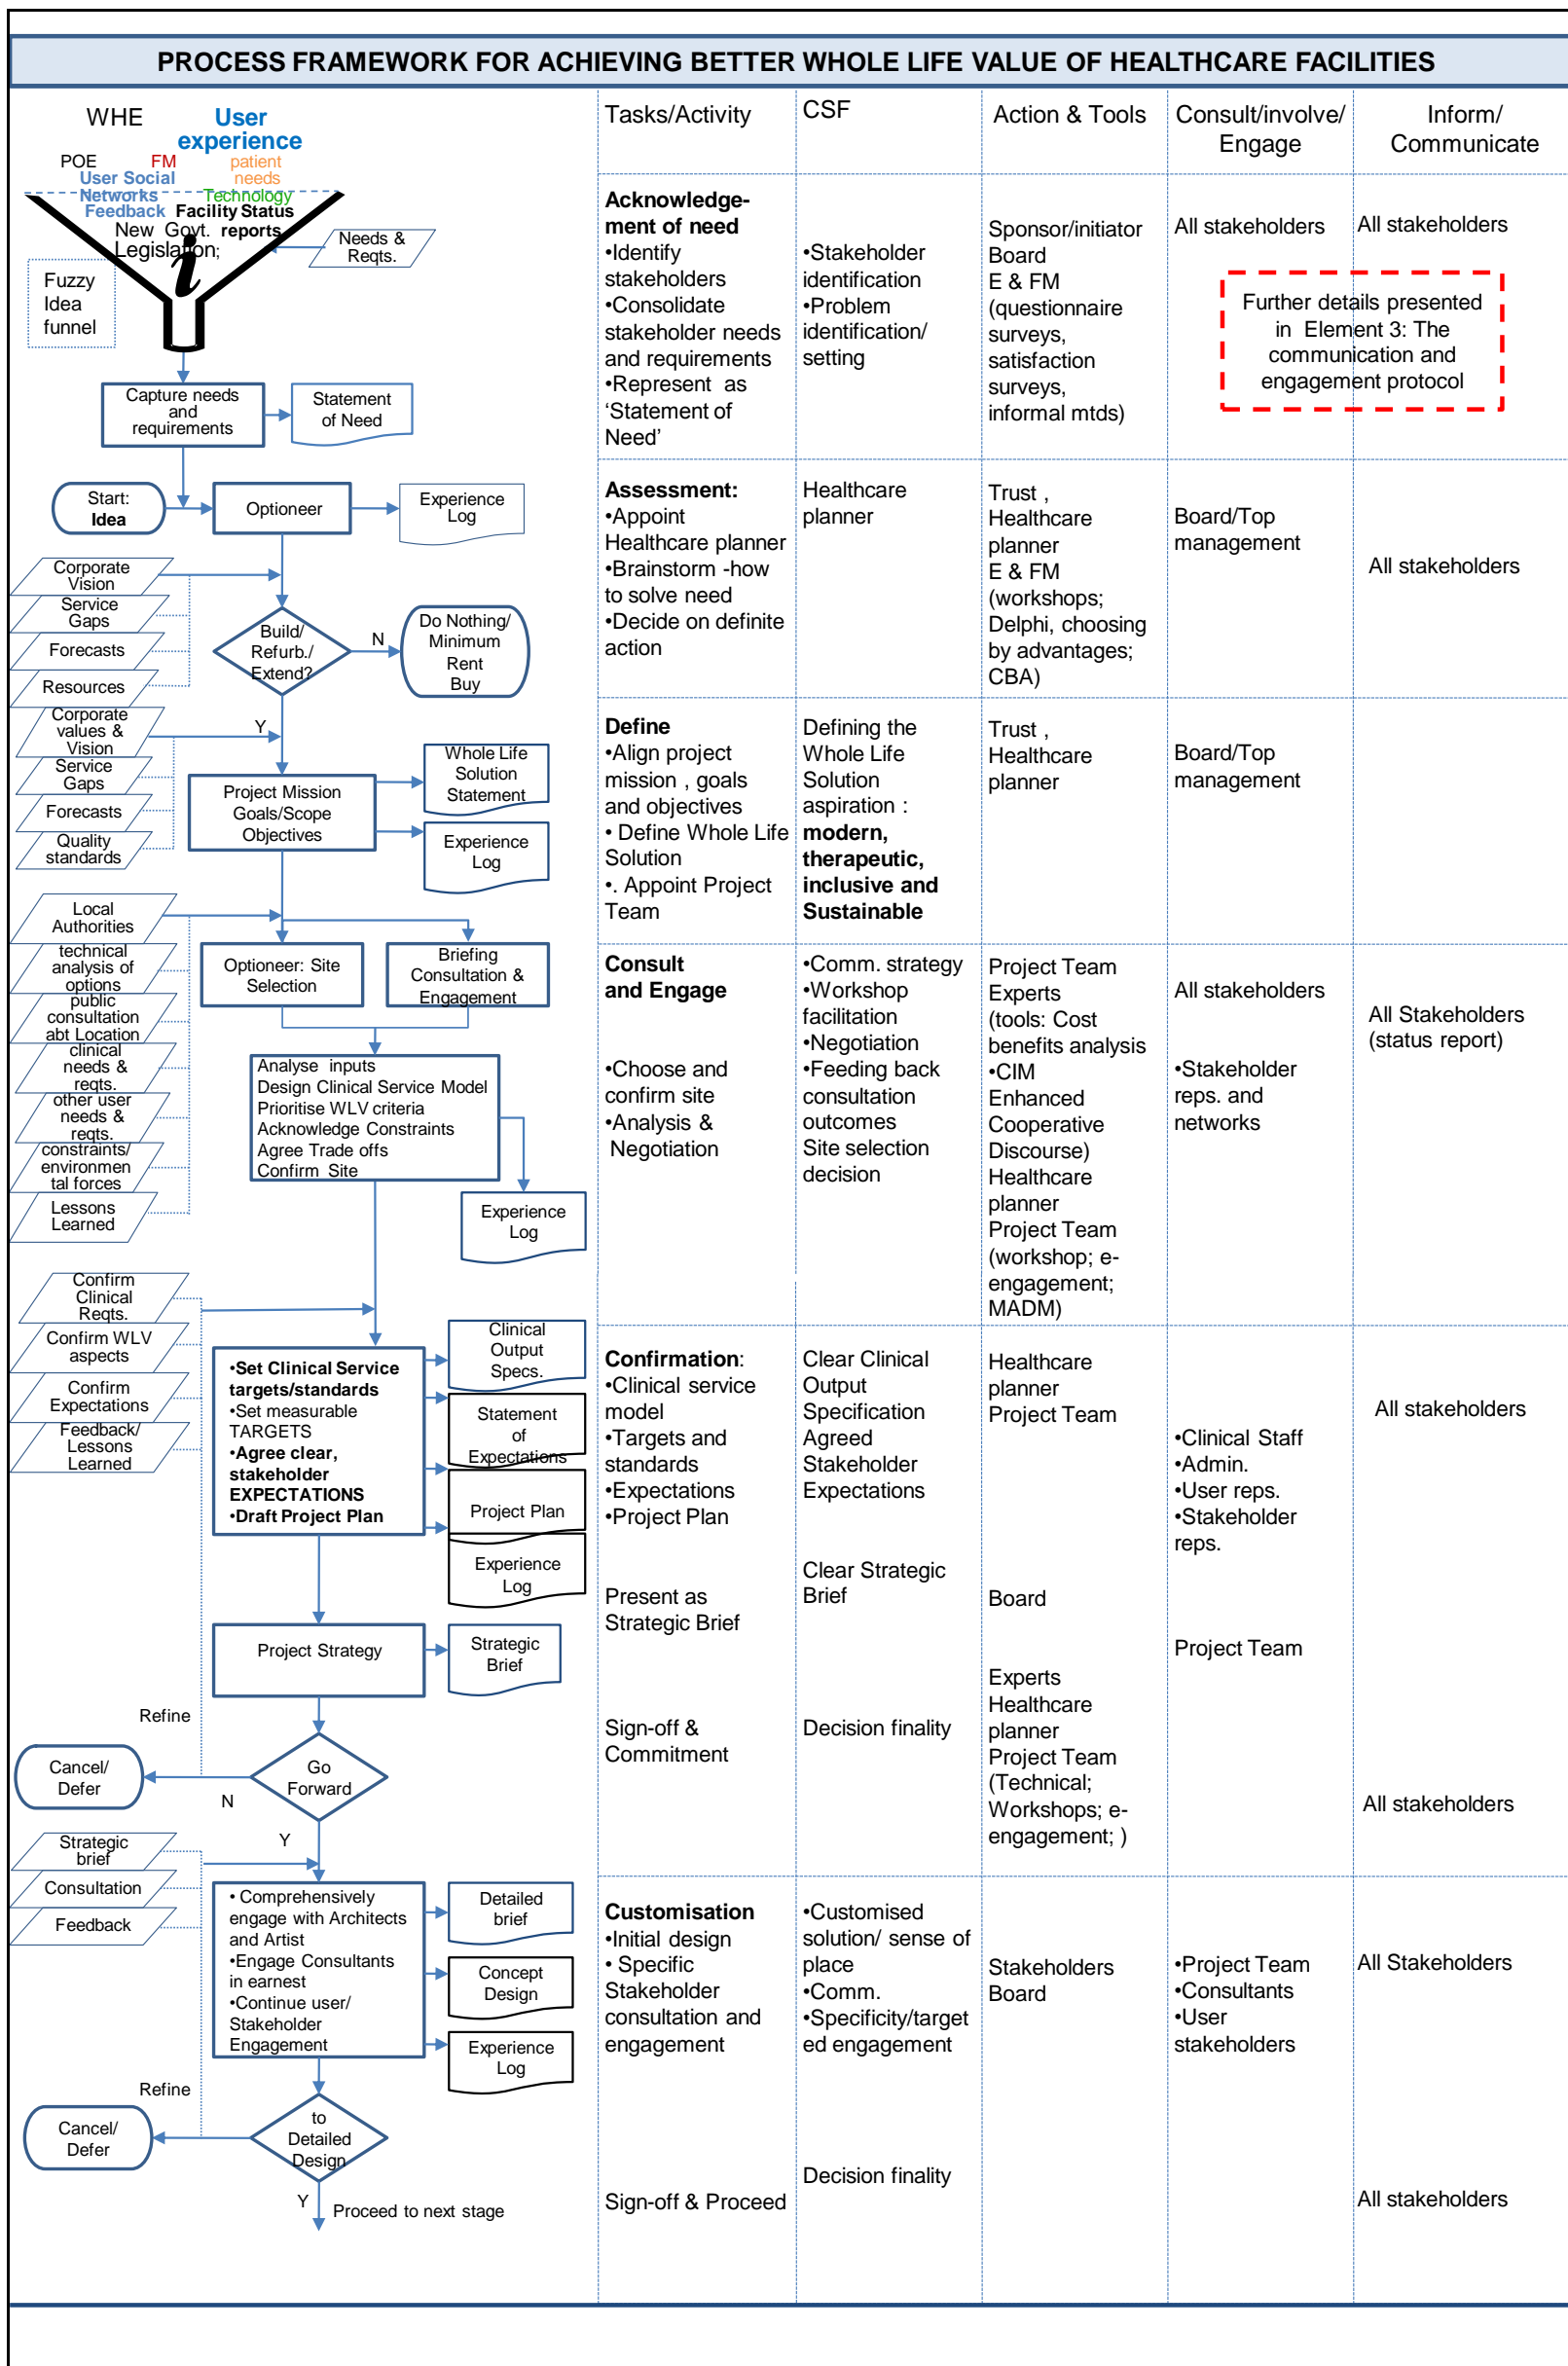 PROCESS FRAMEWORK FOR ACHIEVING BETTER WHOLE LIFE VALUE OF HEALTHCARE FACILITIES
WHE
User
experience
POE
FM
patient
needs
User Social
Networks
Technology
Feedback
Facility Status
New Govt. reports
Legislation;
i
Needs &
Reqts.
Fuzzy
Idea
funnel
Capture needs
and
requirements
Statement
of Need
Start:
Idea
Optioneer
Experience
Log
Corporate
Vision
Service
Gaps
Forecasts
Resources
Build/
Refurb./
Extend?
N
Do Nothing/
Minimum
Rent
Buy
Y
Corporate
values &
Vision
Service
Gaps
Forecasts
Quality
standards
Project Mission
Goals/Scope
Objectives
Whole Life
Solution
Statement
Experience
Log
Local
Authorities
technical
analysis of
options
public
consultation
abt Location
clinical
needs &
reqts.
other user
needs &
reqts.
constraints/
environmen
tal forces
Lessons
Learned
Optioneer: Site
Selection
Briefing
Consultation &
Engagement
Analyse inputs
Design Clinical Service Model
Prioritise WLV criteria
Acknowledge Constraints
Agree Trade offs
Confirm Site
Experience
Log
Confirm
Clinical
Reqts.
Confirm WLV
aspects
Confirm
Expectations
Feedback/
Lessons
Learned
•Set Clinical Service
targets/standards
•Set measurable
TARGETS
•Agree clear,
stakeholder
EXPECTATIONS
•Draft Project Plan
Clinical
Output
Specs.
Statement
of
Expectations
Project Plan
Experience
Log
Project Strategy
Strategic
Brief
Refine
Go
Forward
Cancel/
Defer
N
Y
Strategic
brief
Consultation
Feedback
• Comprehensively
engage with Architects
and Artist
•Engage Consultants
in earnest
•Continue user/
Stakeholder
Engagement
Detailed
brief
Concept
Design
Experience
Log
Refine
to
Detailed
Design
Cancel/
Defer
Y
Proceed to next stage
Tasks/Activity
CSF
Action & Tools
Consult/involve/
Engage
Inform/
Communicate
Acknowledge-
ment of need
•Identify
stakeholders
•Consolidate
stakeholder needs
and requirements
•Represent as
‘Statement of
Need’
•Stakeholder
identification
•Problem
identification/
setting
Sponsor/initiator
Board
E & FM
(questionnaire
surveys,
satisfaction
surveys,
informal mtds)
All stakeholders
All stakeholders
Further details presented
in Element 3: The
communication and
engagement protocol
Assessment:
•Appoint
Healthcare planner
•Brainstorm -how
to solve need
•Decide on definite
action
Healthcare
planner
Trust ,
Healthcare
planner
E & FM
(workshops;
Delphi, choosing
by advantages;
CBA)
Board/Top
management
All stakeholders
Define
•Align project
mission , goals
and objectives
• Define Whole Life
Solution
•. Appoint Project
Team
Defining the
Whole Life
Solution
aspiration :
modern,
therapeutic,
inclusive and
Sustainable
Trust ,
Healthcare
planner
Board/Top
management
Consult
and Engage
•Choose and
confirm site
•Analysis &
Negotiation
•Comm. strategy
•Workshop
facilitation
•Negotiation
•Feeding back
consultation
outcomes
Site selection
decision
Project Team
Experts
(tools: Cost
benefits analysis
•CIM
Enhanced
Cooperative
Discourse)
Healthcare
planner
Project Team
(workshop; e-
engagement;
MADM)
All stakeholders
•Stakeholder
reps. and
networks
All Stakeholders
(status report)
Confirmation:
•Clinical service
model
•Targets and
standards
•Expectations
•Project Plan
Present as
Strategic Brief
Sign-off &
Commitment
Clear Clinical
Output
Specification
Agreed
Stakeholder
Expectations
Clear Strategic
Brief
Decision finality
Healthcare
planner
Project Team
Board
Experts
Healthcare
planner
Project Team
(Technical;
Workshops; e-
engagement; )
•Clinical Staff
•Admin.
•User reps.
•Stakeholder
reps.
Project Team
All stakeholders
All stakeholders
Customisation
•Initial design
• Specific
Stakeholder
consultation and
engagement
Sign-off & Proceed
•Customised
solution/ sense of
place
•Comm.
•Specificity/target
ed engagement
Decision finality
Stakeholders
Board
•Project Team
•Consultants
•User
stakeholders
All Stakeholders
All stakeholders